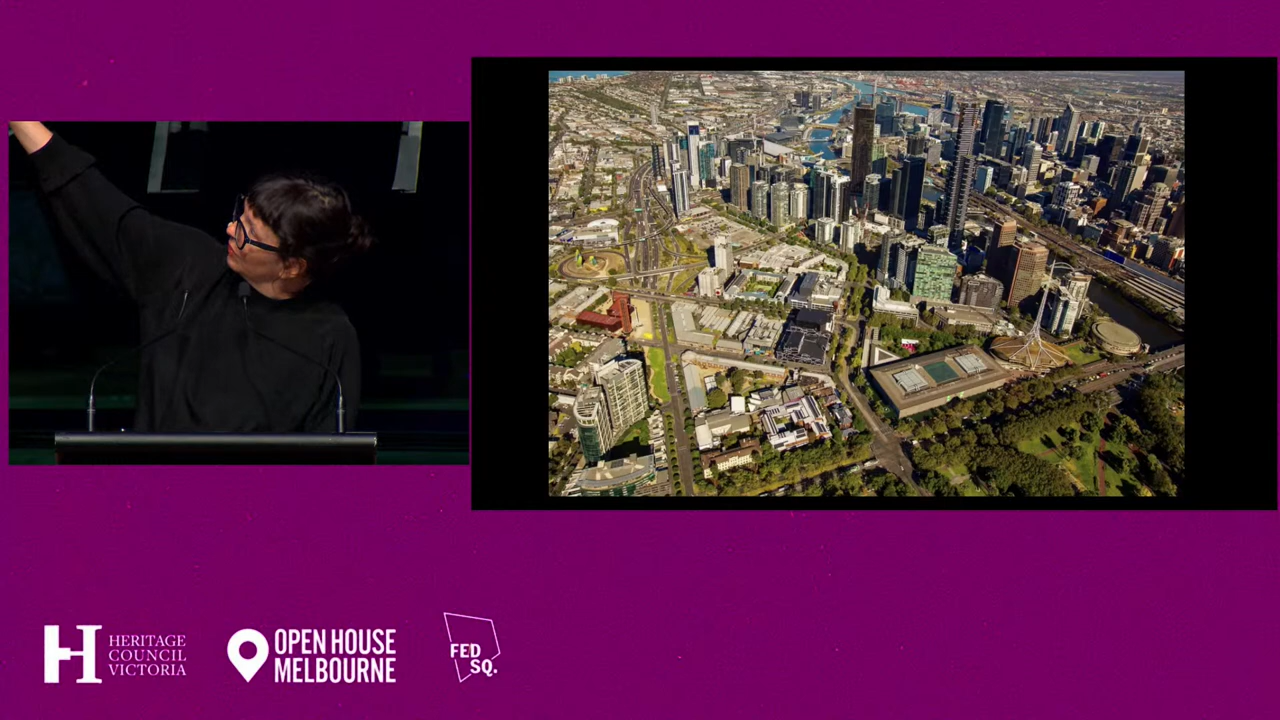 HERITAGE
COUNCIL
VICTORIA
OPEN HOUSE
MELBOURNE
FED
SQ.